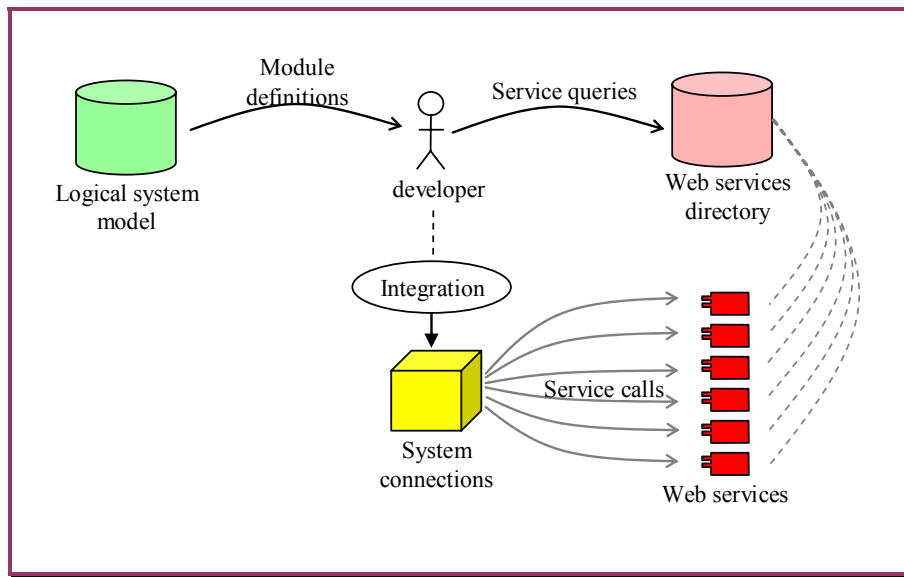 Module
definitions
Service queries
Logical system
model
developer
Web services
directory
Integration
Service calls
System
connections
Web services